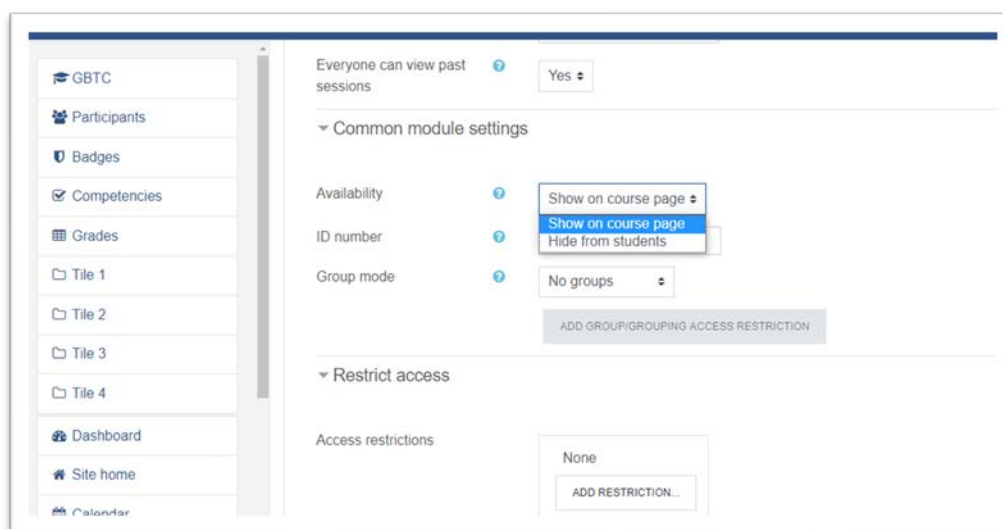 GBTC
Participants
Badges
Competencies
Grades
Tile 1
Tile 2
Tile 3
Tile 4
Dashboard
Site home
Calendar
Everyone can view past
sessions
Yes
Common module settings
Availability
Show on course page
Show on course page
Hide from students
ID number
Group mode
No groups
ADD GROUP/GROUPING ACCESS RESTRICTION
Restrict access
Access restrictions
None
ADD RESTRICTION...